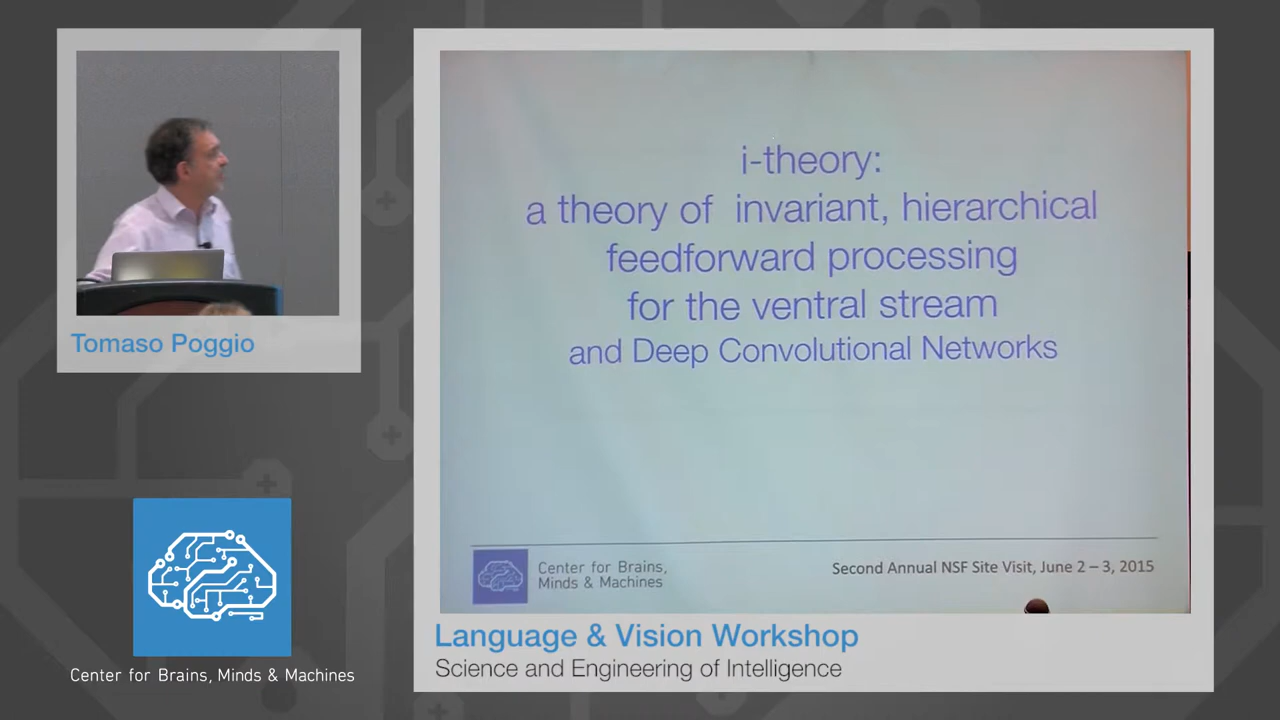 Tomaso Poggio
Center for Brains, Minds & Machines
i-theory:
a theory of invariant, hierarchical
feedforward processing
for the ventral stream
and Deep Convolutional Networks
Center for Brains,
Minds & Machines
Second Annual NSF Site Visit, June 2 – 3, 2015
Language & Vision Workshop
Science and Engineering of Intelligence